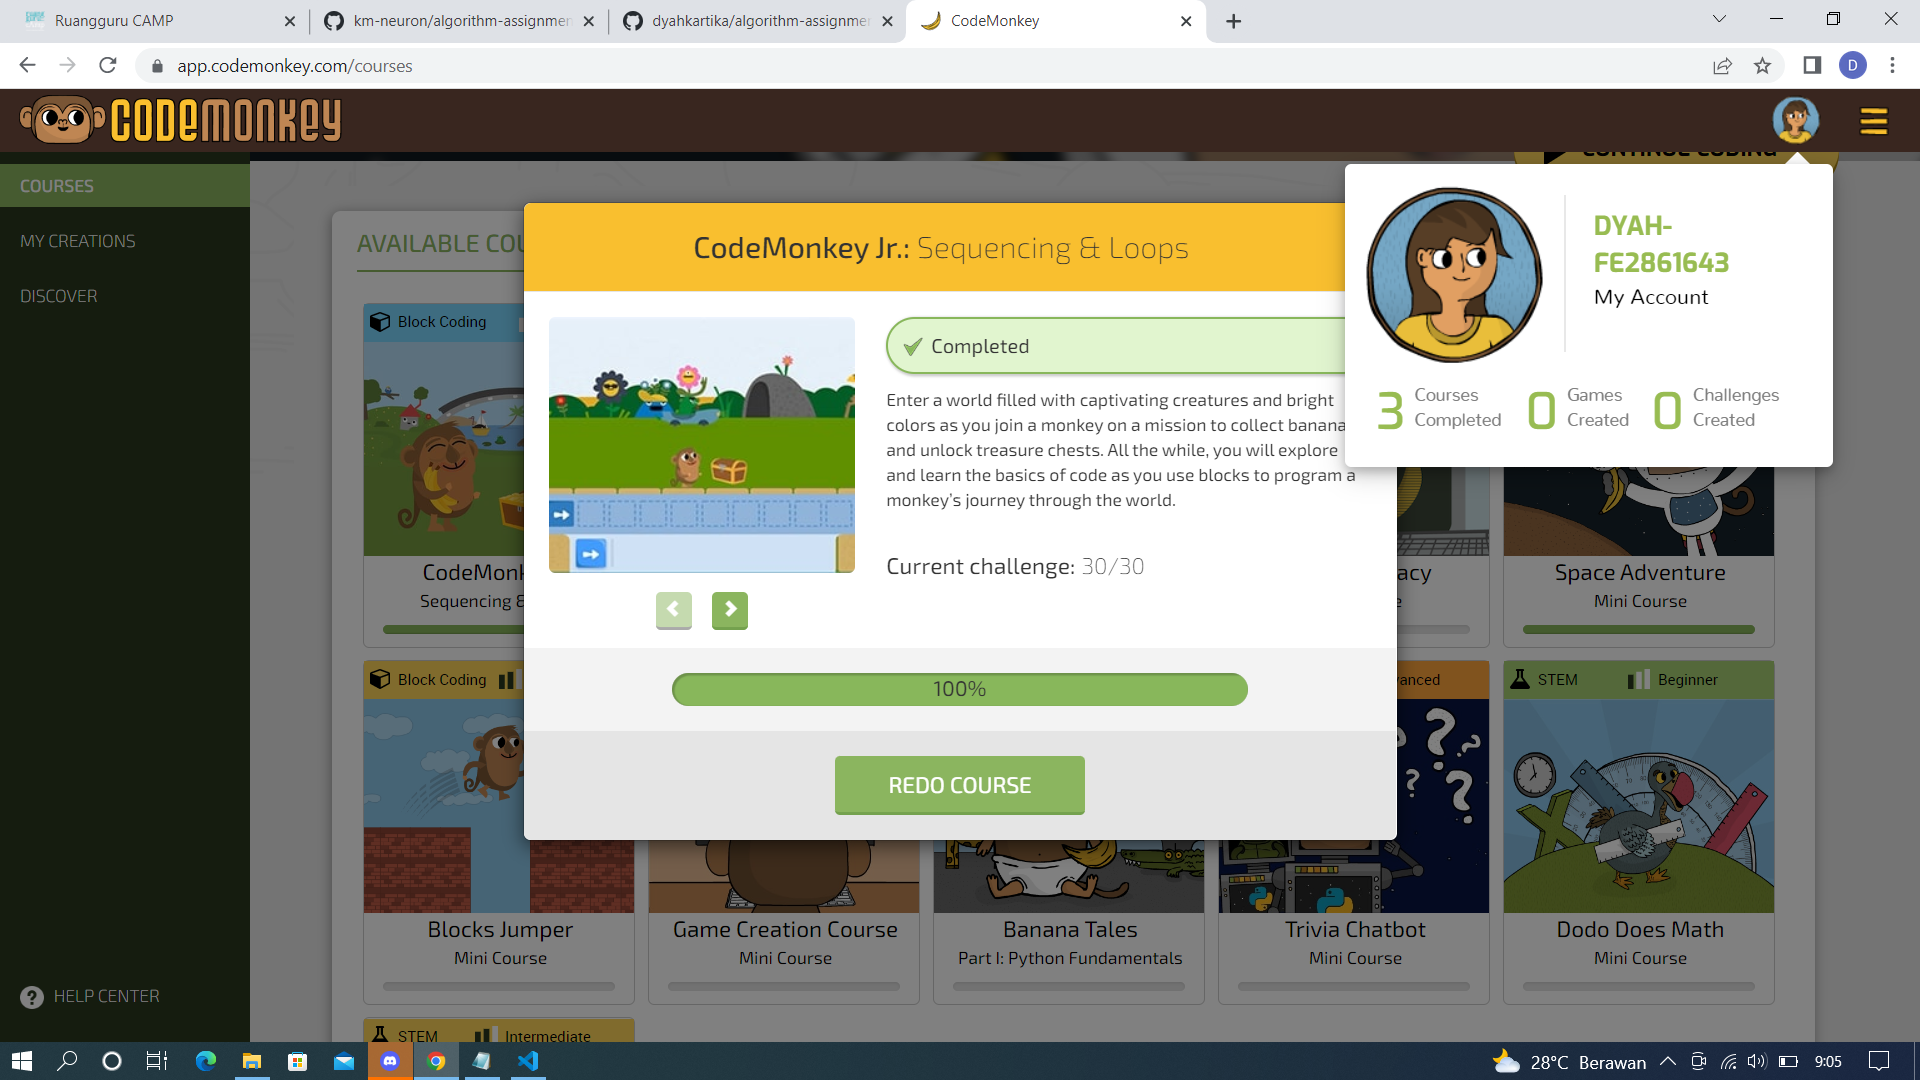 Ruangguru CAMP
km-neuron/algorithm-assignmen
dyahkartika/algorithm-assignme
CodeMonkey
app.codemonkey.com/courses
D
CODEMONKEY
CONTINUE CODING
COURSES
MY CREATIONS
DISCOVER
HELP CENTER
AVAILABLE COU
CodeMonkey Jr.: Sequencing & Loops
Completed
Enter a world filled with captivating creatures and bright
colors as you join a monkey on a mission to collect banana
and unlock treasure chests. All the while, you will explore
and learn the basics of code as you use blocks to program a
monkey's journey through the world.
Current challenge: 30/30
100%
REDO COURSE
DYAH-
FE2861643
My Account
3 Courses Completed
0 Games Created
0 Challenges Created
Block Coding
CodeMonk
Sequencing &
acy
Space Adventure
Mini Course
Block Coding
Blocks Jumper
Mini Course
Game Creation Course
Mini Course
Banana Tales
Part I: Python Fundamentals
vanced
Trivia Chatbot
Mini Course
STEM Beginner
Dodo Does Math
Mini Course
STEM Intermediate
28°C Berawan
9:05